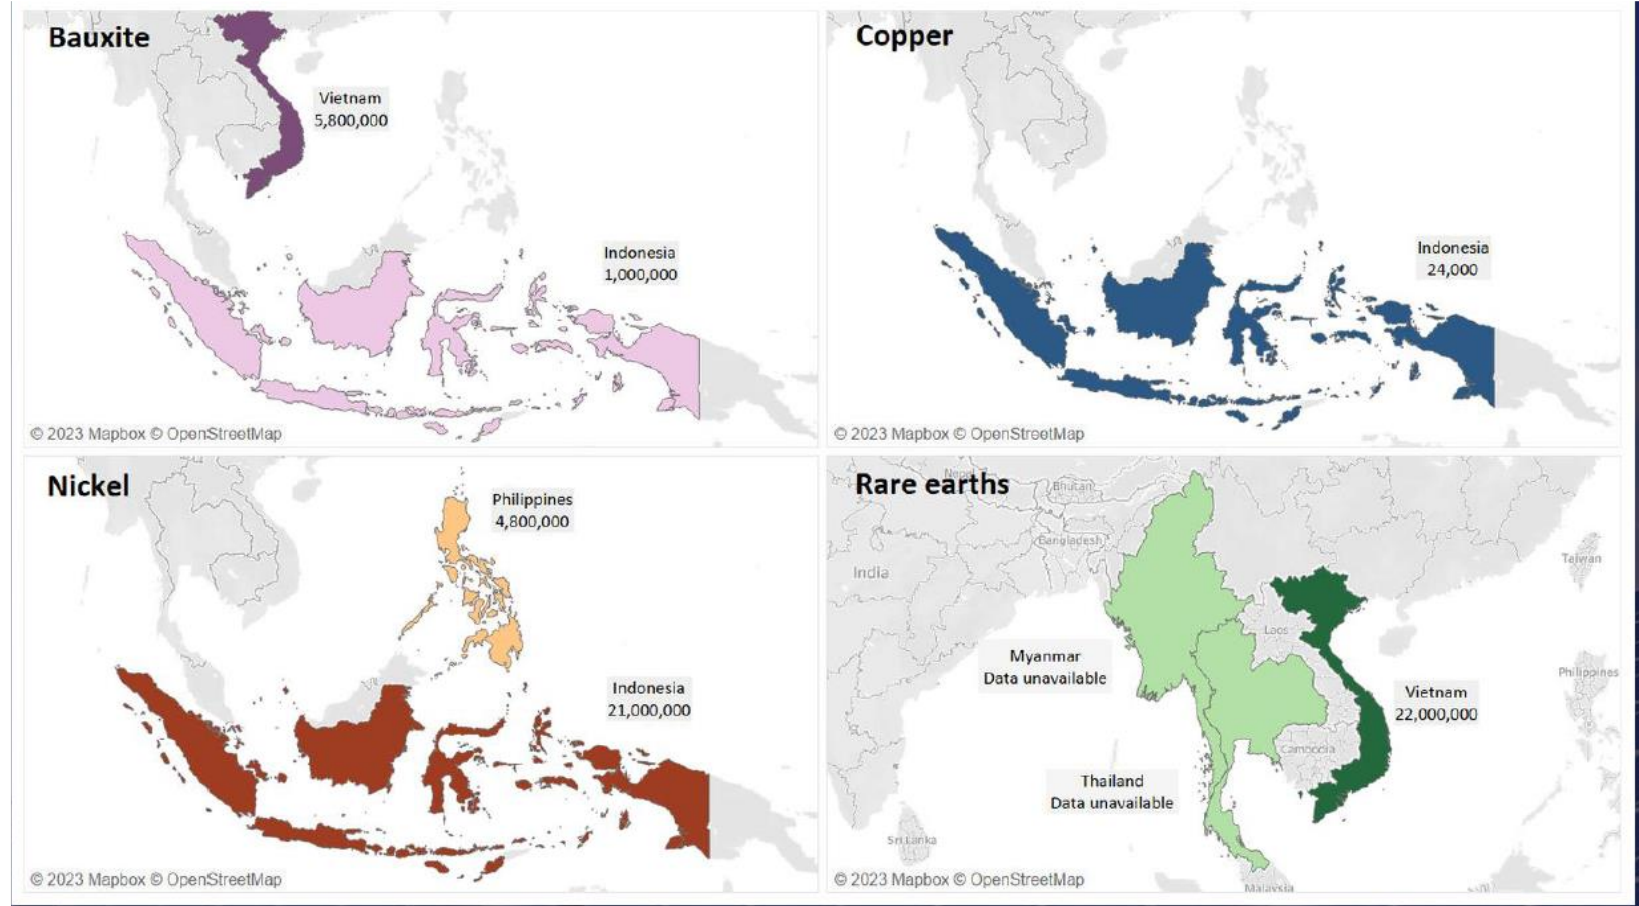 Bauxite
Vietnam
5,800,000
Indonesia
1,000,000
© 2023 Mapbox © OpenStreetMap
Copper
Indonesia
24,000
© 2023 Mapbox © OpenStreetMap
Nickel
Philippines
4,800,000
Indonesia
21,000,000
© 2023 Mapbox © OpenStreetMap
Rare earths
Nepal
Bhutan
Bangladesh
India
Taiwan
Laos
Myanmar
Data unavailable
Philippines
Vietnam
22,000,000
Cambodia
Thailand
Data unavailable
Sri Lanka
© 2023 Mapbox © OpenStreetMap
Malaysia